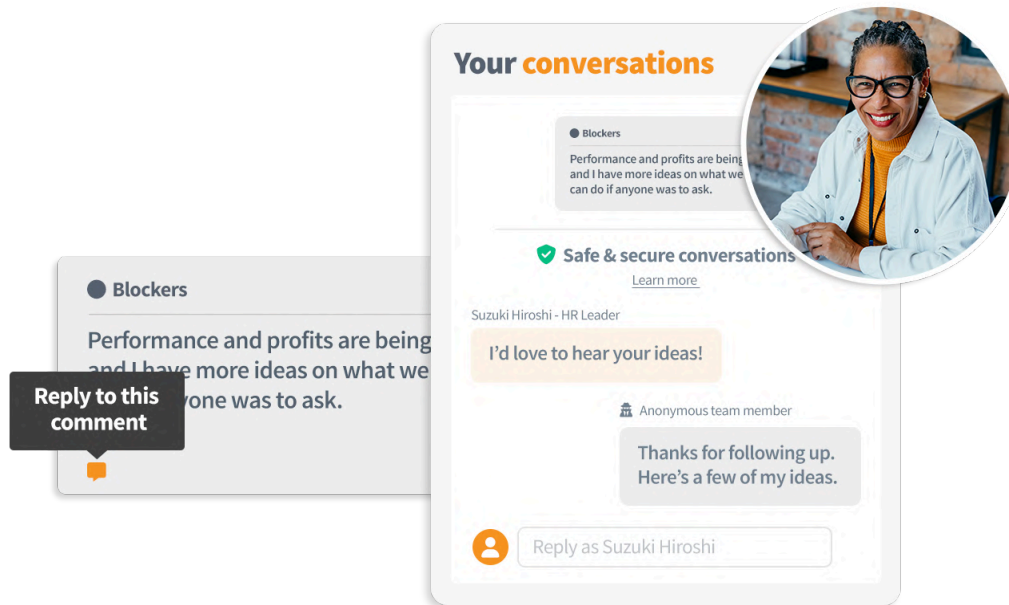 Your conversations
Blockers
Performance and profits are being
and I have more ideas on what we
can do if anyone was to ask.
Safe & secure conversations
Learn more
Suzuki Hiroshi - HR Leader
I'd love to hear your ideas!
Anonymous team member
Thanks for following up.
Here's a few of my ideas.
Reply as Suzuki Hiroshi
Blockers
Performance and profits are being
and I have more ideas on what we
yone was to ask.
Reply to this
comment